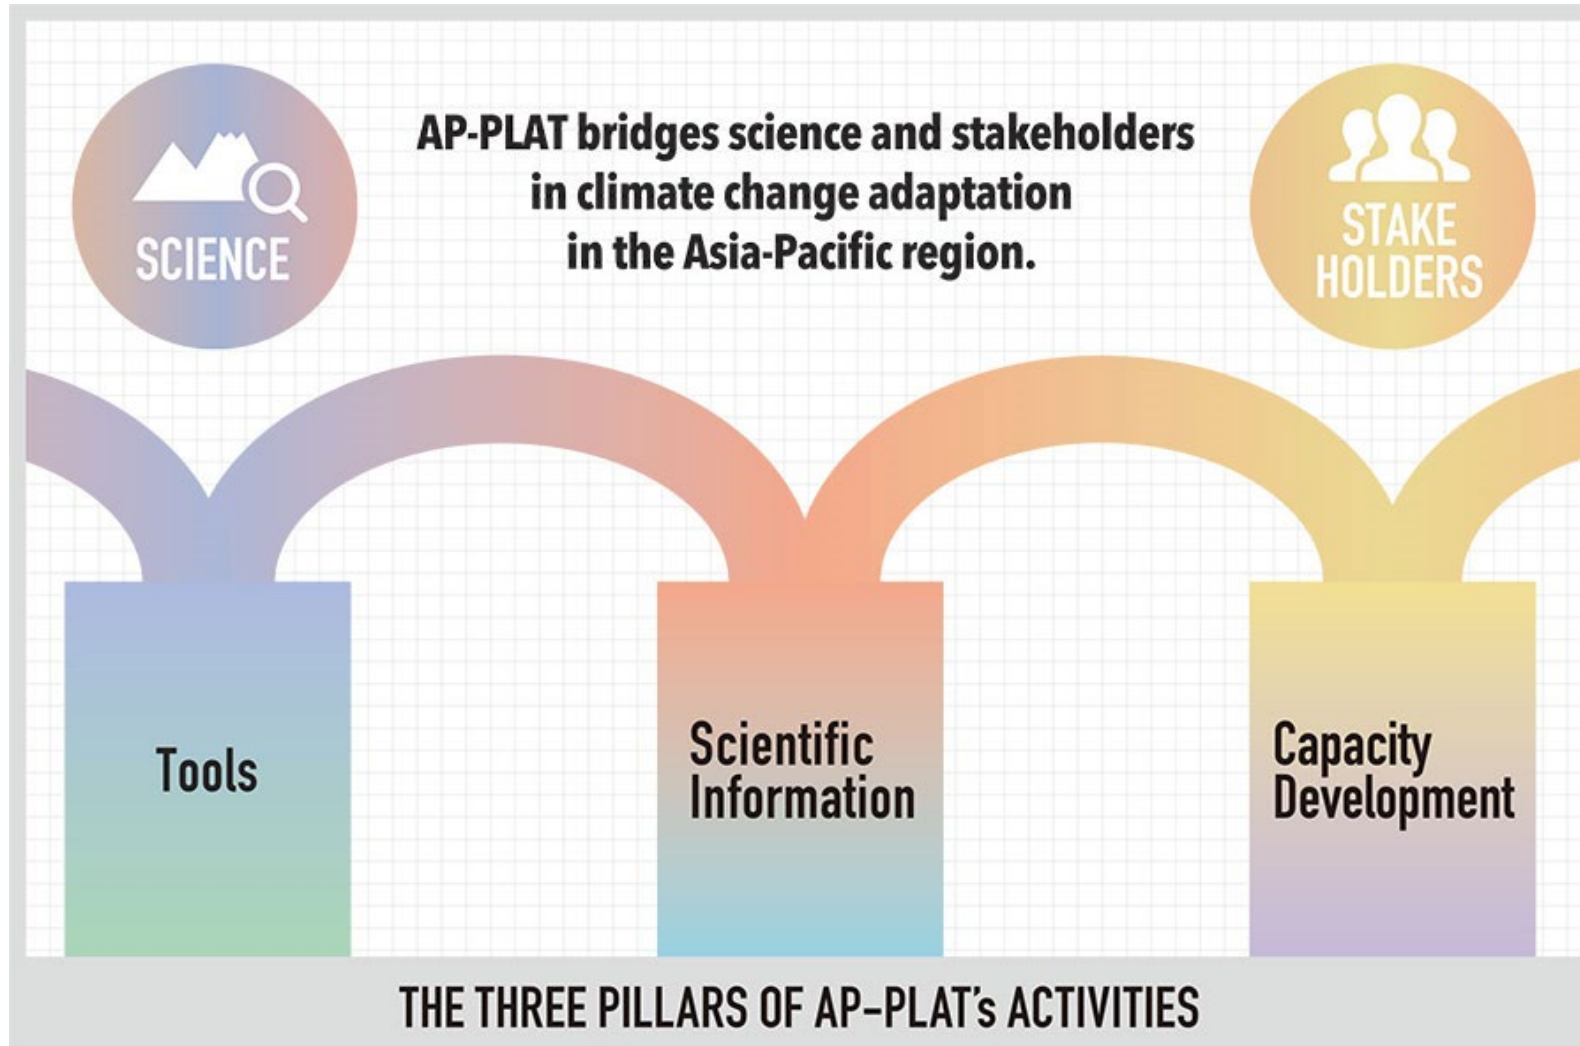 SCIENCE
AP-PLAT bridges science and stakeholders
in climate change adaptation
in the Asia-Pacific region.
STAKE
HOLDERS
Tools
Scientific
Information
Capacity
Development
THE THREE PILLARS OF AP-PLAT's ACTIVITIES